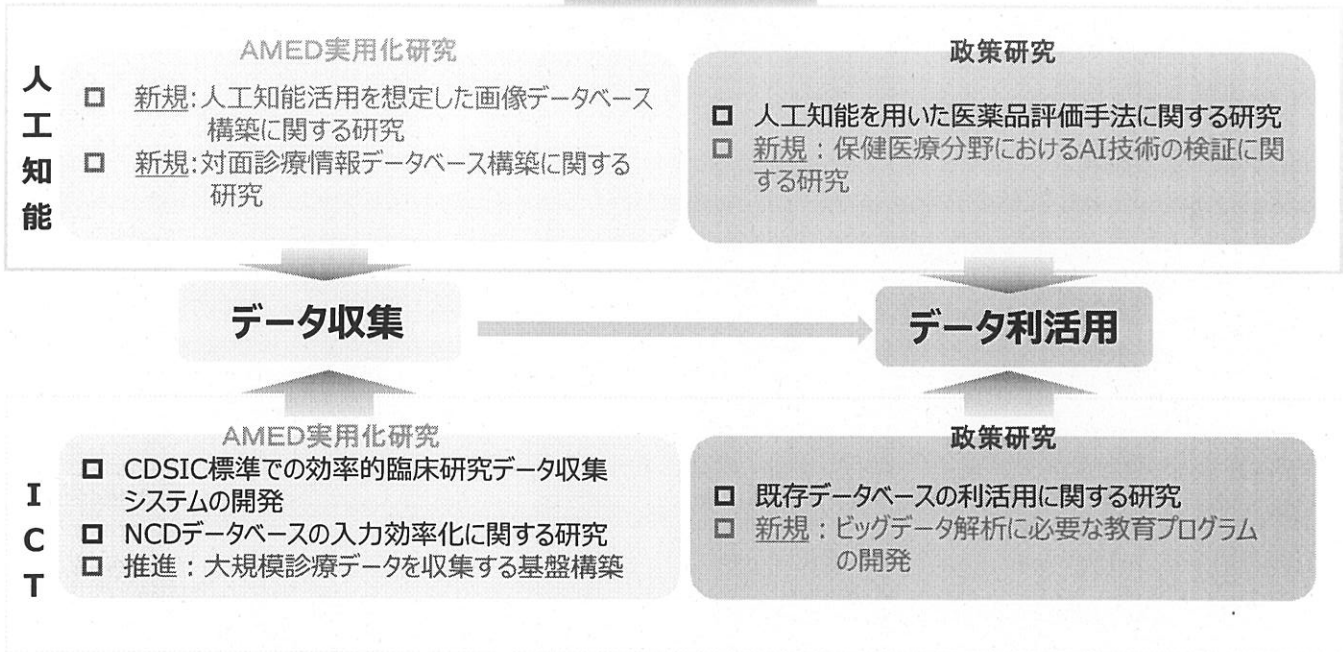 人工知能
AMED実用化研究
□ 新規:人工知能活用を想定した画像データベース
構築に関する研究
□ 新規:対面診療情報データベース構築に関する
研究
政策研究
□ 人工知能を用いた医薬品評価手法に関する研究
□ 新規：保健医療分野におけるAI技術の検証に関
する研究
データ収集
データ利活用
ICT
AMED実用化研究
□ CDSIC標準での効率的臨床研究データ収集
システムの開発
□ NCDデータベースの入力効率化に関する研究
□ 推進：大規模診療データを収集する基盤構築
政策研究
□ 既存データベースの利活用に関する研究
□ 新規：ビッグデータ解析に必要な教育プログラム
の開発